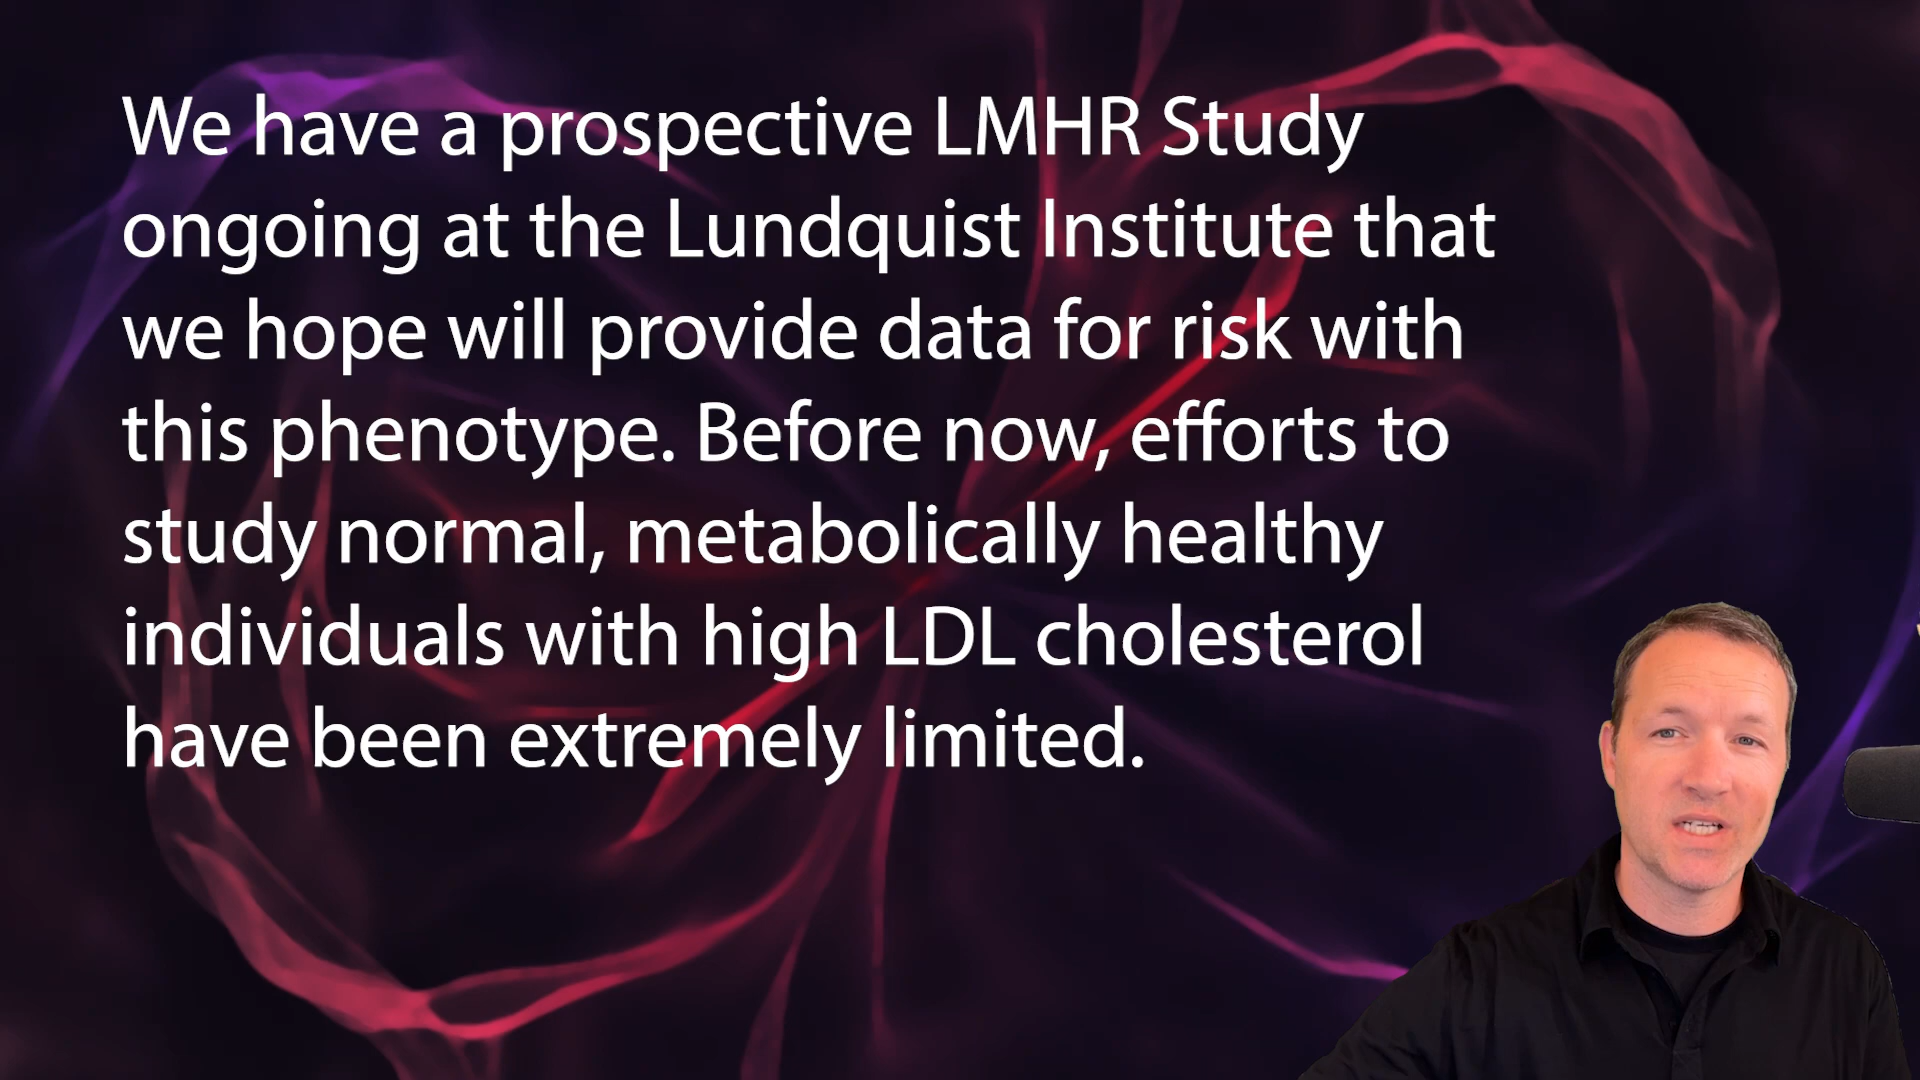 We have a prospective LMHR Study
ongoing at the Lundquist Institute that
we hope will provide data for risk with
this phenotype. Before now, efforts to
study normal, metabolically healthy
individuals with high LDL cholesterol
have been extremely limited.